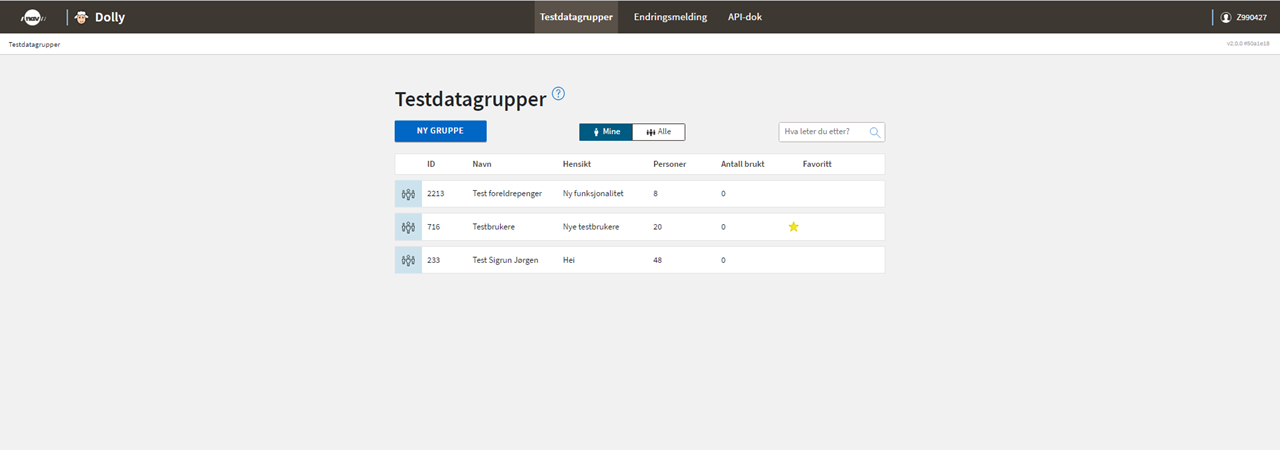 nav Dolly Testdatagrupper Endringsmelding API-dok Z990427
Testdatagrupper v2.0.0 #80a1e18
Testdatagrupper ?
NY GRUPPE Mine Alle Hva leter du etter?
ID Navn Hensikt Personer Antall brukt Favoritt
2213 Test foreldrepenger Ny funksjonalitet 8 0
716 Testbrukere Nye testbrukere 20 0
233 Test Sigrun Jørgen Hei 48 0